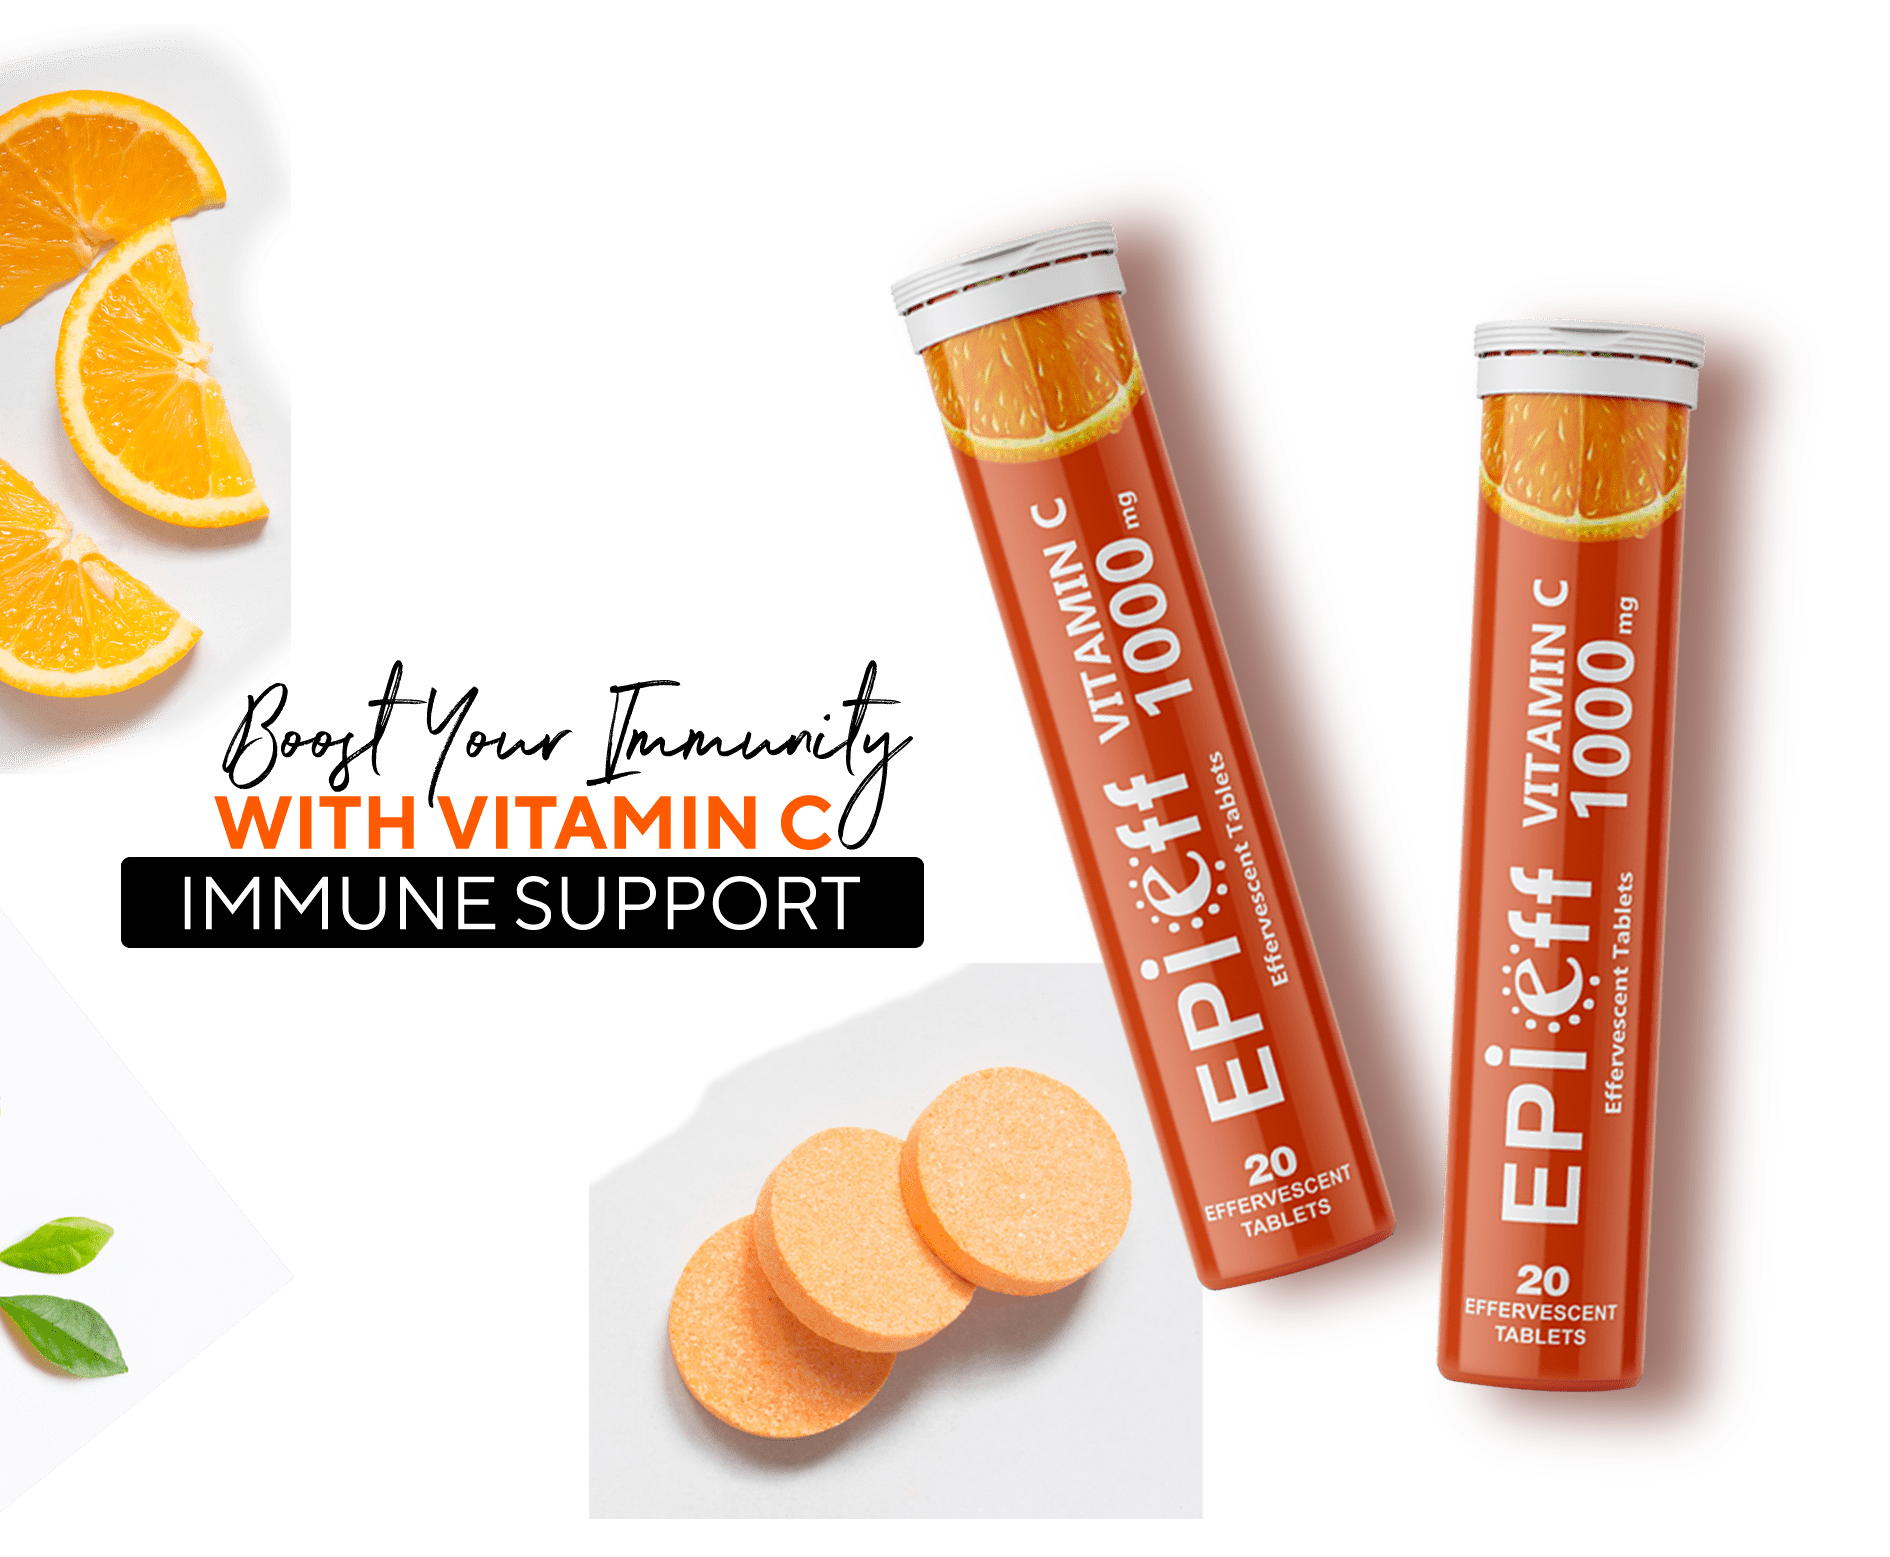 Boost Your Immunity
WITH VITAMIN C
IMMUNE SUPPORT
EPieff VITAMIN C 1000 mg
Effervescent Tablets
20
EFFERVESCENT
TABLETS
EPieff VITAMIN C 1000 mg
Effervescent Tablets
20
EFFERVESCENT
TABLETS